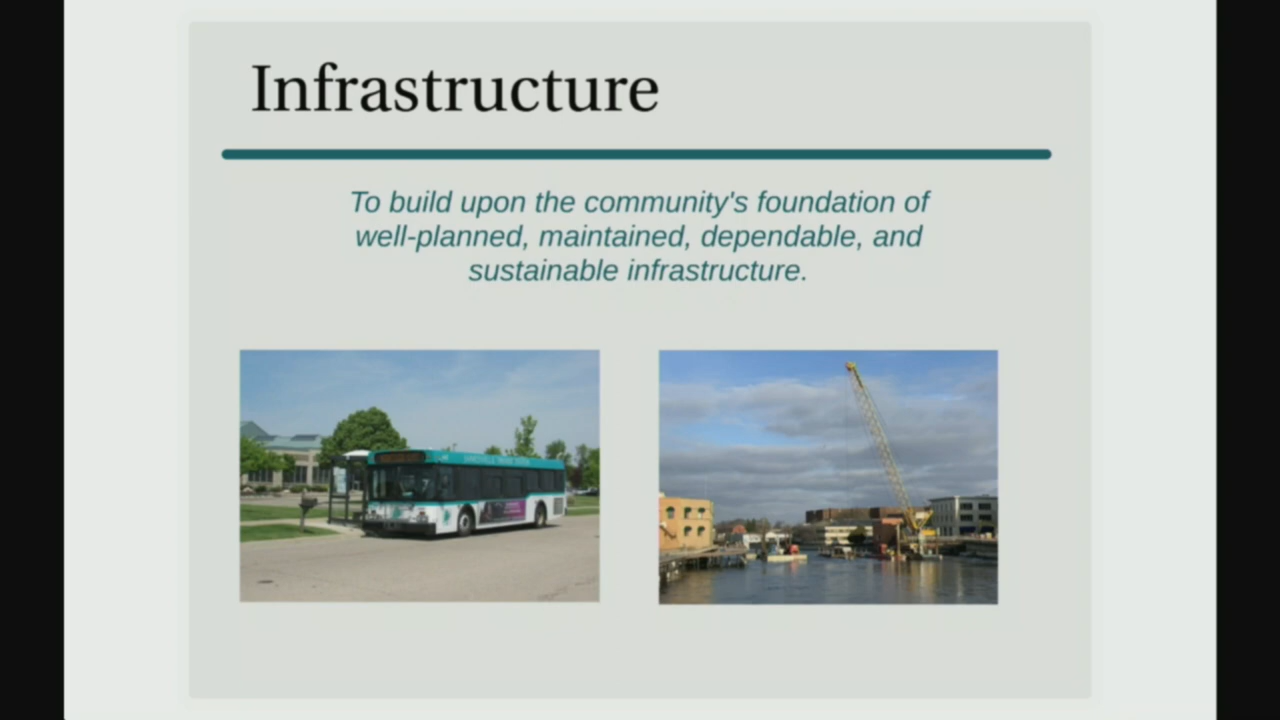 Infrastructure
To build upon the community's foundation of
well-planned, maintained, dependable, and
sustainable infrastructure.